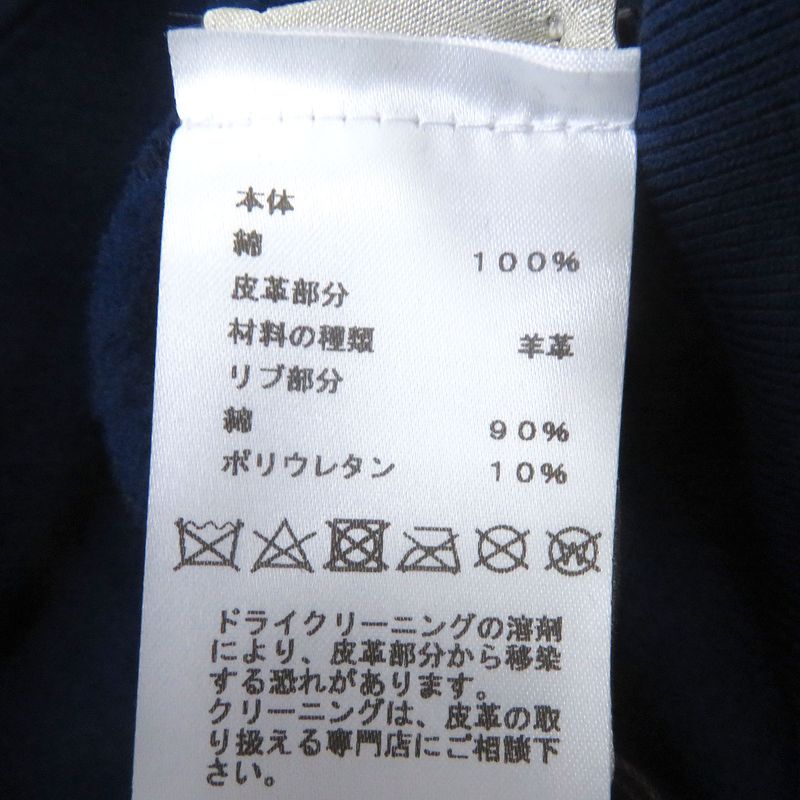 本体
綿 100%
皮革部分
材料の種類 羊革
リブ部分
綿 90%
ポリウレタン 10%
W
ドライクリーニングの溶剤
により、皮革部分から移染
する恐れがあります。
クリーニングは、皮革の取
り扱える専門店にご相談下
さい。